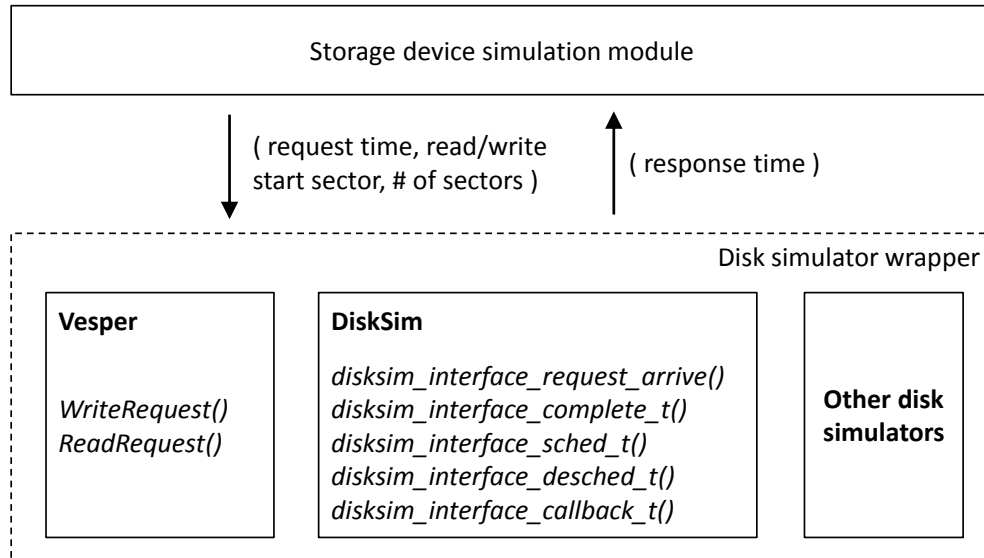 Storage device simulation module
( request time, read/write
start sector, # of sectors )
( response time )
Disk simulator wrapper
Vesper
WriteRequest()
ReadRequest()
DiskSim
disksim_interface_request_arrive()
disksim_interface_complete_t()
disksim_interface_sched_t()
disksim_interface_desched_t()
disksim_interface_callback_t()
Other disk
simulators